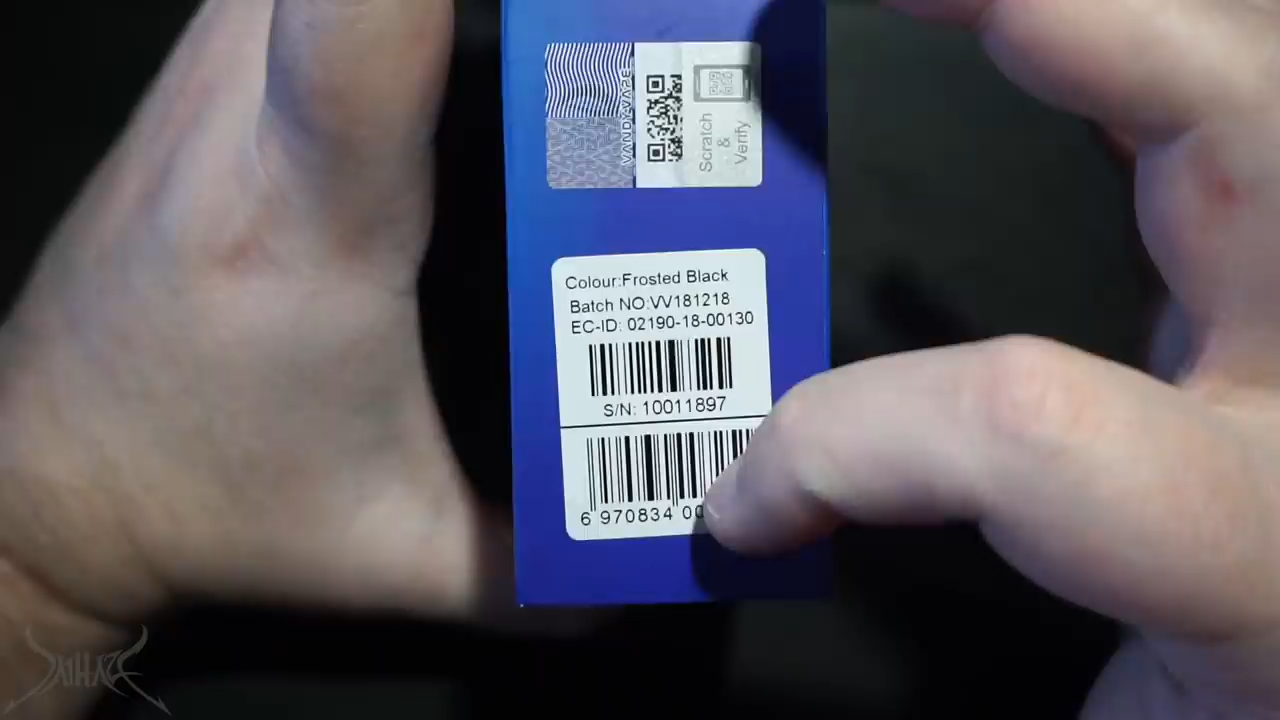 VANDY VAPE
Scratch
&
Verify
Colour:Frosted Black
Batch NO:VV181218
EC-ID: 02190-18-00130
S/N: 10011897
6 970834 00